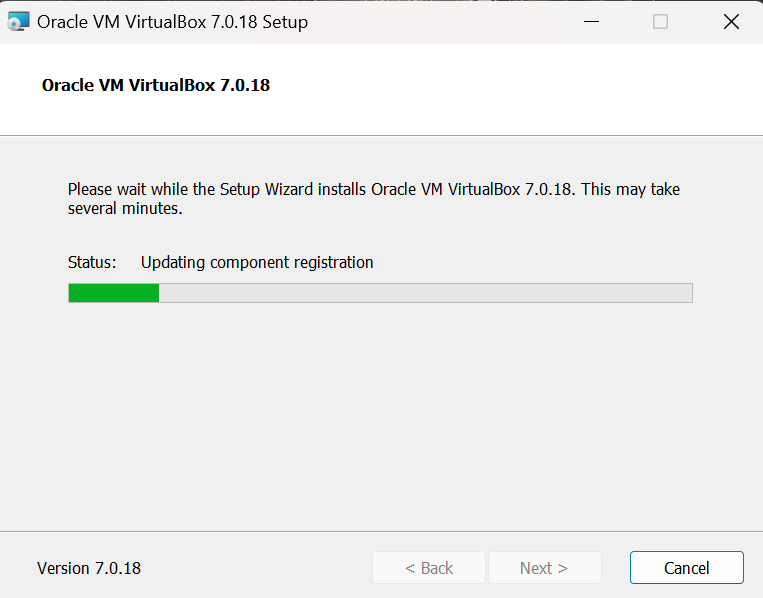 Oracle VM VirtualBox 7.0.18 Setup
Oracle VM VirtualBox 7.0.18
Please wait while the Setup Wizard installs Oracle VM VirtualBox 7.0.18. This may take
several minutes.
Status: Updating component registration
Version 7.0.18 < Back Next > Cancel